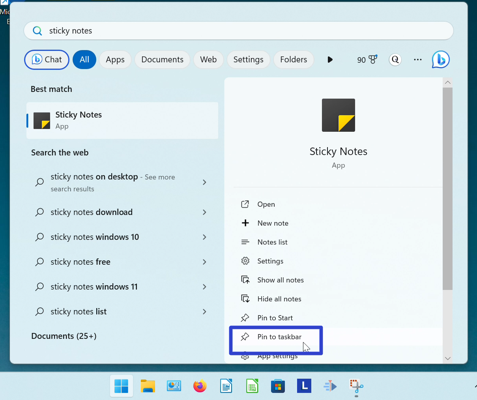 Mic
E
sticky notes
Chat All Apps Documents Web Settings Folders 90
Best match
Sticky Notes
App
Search the web
sticky notes on desktop - See more
search results
sticky notes download
sticky notes windows 10
sticky notes free
sticky notes windows 11
sticky notes list
Documents (25+)
Sticky Notes
App
Open
New note
Notes list
Settings
Show all notes
Hide all notes
Pin to Start
Pin to taskbar
App settings
L